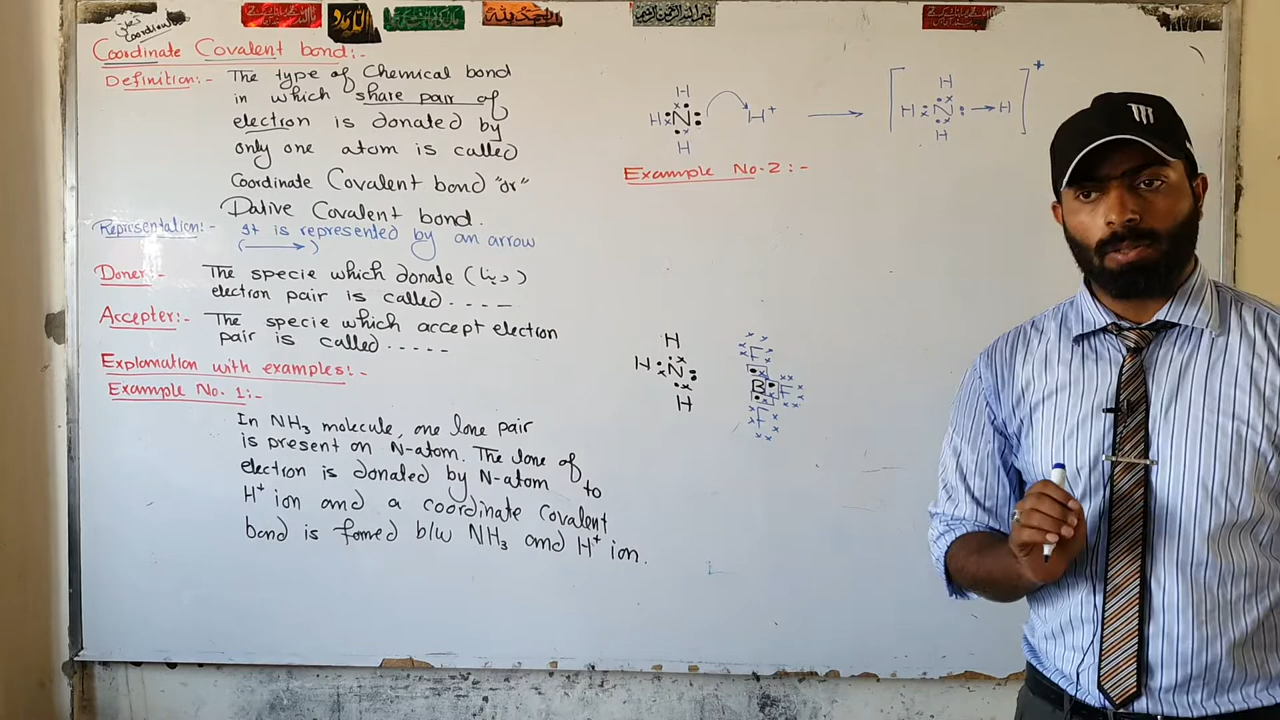 Coordinate Covalent bond:-
Definition:- The type of Chemical bond
in which share pair of
electron is donated by
only one atom is called
Coordinate Covalent bond "or"
Dative Covalent bond.
Representation:- It is represented by an arrow
(→)
Doner:- The specie which donate (دینا)
electron pair is called....
Accepter:- The specie which accept electron
pair is called.....
Explanation with examples:-
Example No. 1:-
In NH₃ molecule, one lone pair
is present on N-atom. The lone of
electron is donated by N-atom to
H⁺ ion and a coordinate Covalent
bond is fomed b/w NH₃ and H⁺ ion.
H
H N H⁺ → [ H N → H ]⁺
H
H
H
Example No-2:-
H
H N
H
F
B F
F